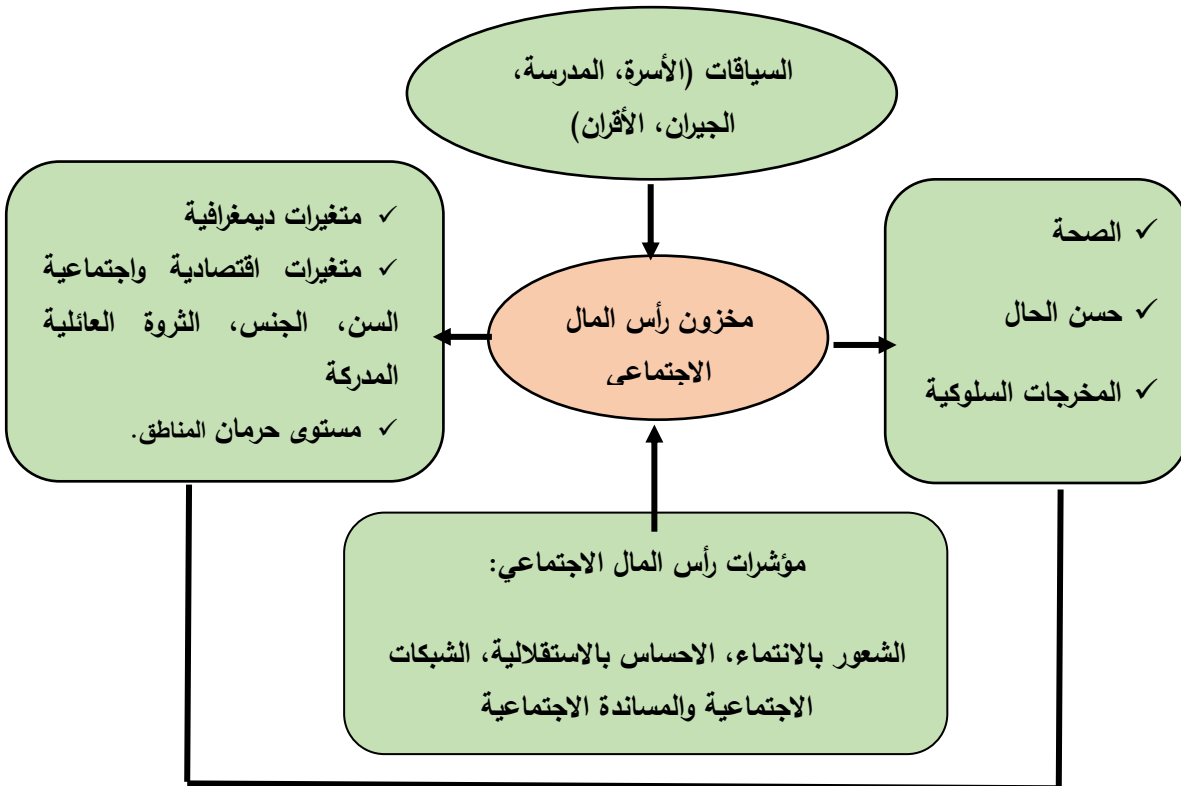 السياقات (الأسرة، المدرسة،
الجيران، الأقران)
✓ الصحة
✓ حسن الحال
✓ المخرجات السلوكية
مخزون رأس المال
الاجتماعي
✓ متغيرات ديمغرافية
✓ متغيرات اقتصادية واجتماعية
السن، الجنس، الثروة العائلية
المدركة
✓ مستوى حرمان المناطق.
مؤشرات رأس المال الاجتماعي:
الشعور بالانتماء، الاحساس بالاستقلالية، الشبكات
الاجتماعية والمساندة الاجتماعية